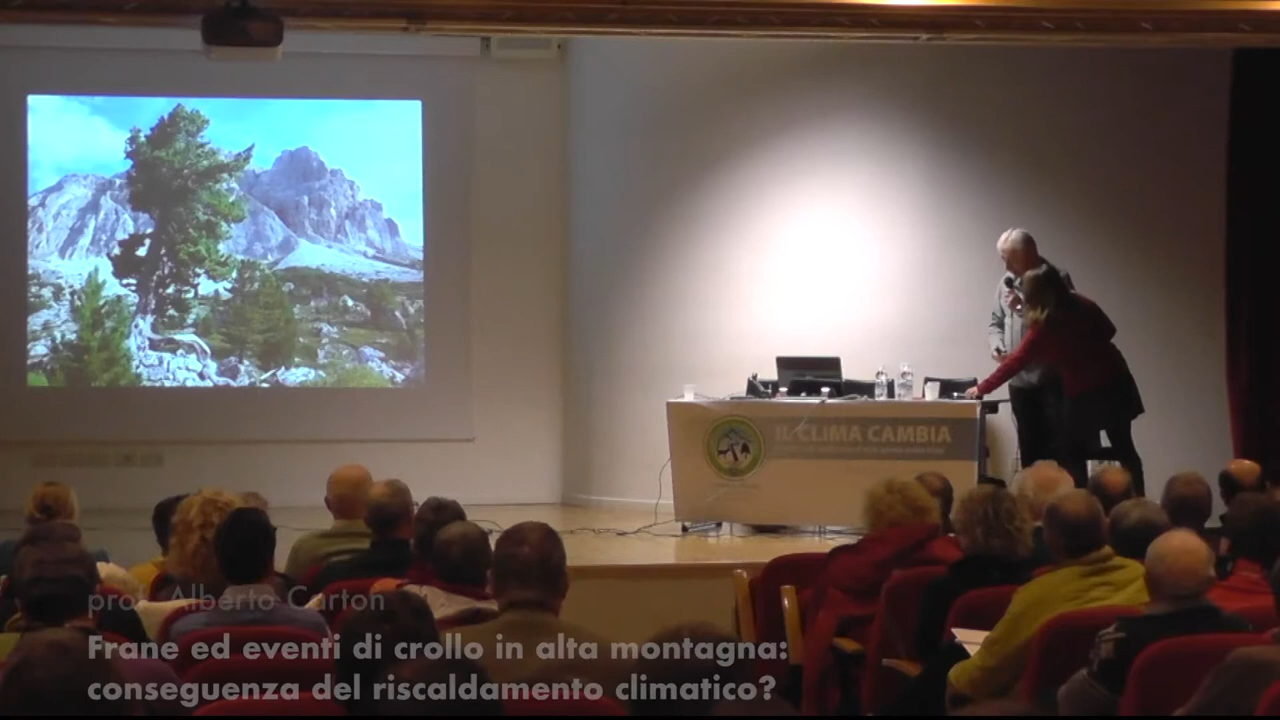 IL CLIMA CAMBIA
prof. Alberto Carton
Frane ed eventi di crollo in alta montagna:
conseguenza del riscaldamento climatico?